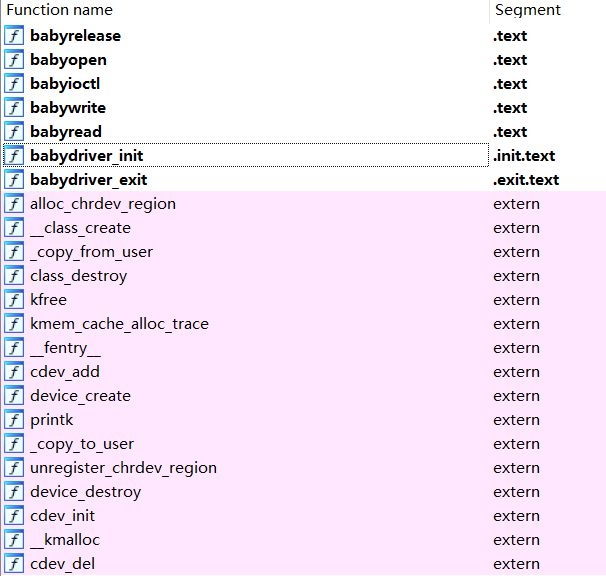 Function name Segment
babyrelease .text
babyopen .text
babyioctl .text
babywrite .text
babyread .text
babydriver_init .init.text
babydriver_exit .exit.text
alloc_chrdev_region extern
__class_create extern
_copy_from_user extern
class_destroy extern
kfree extern
kmem_cache_alloc_trace extern
__fentry__ extern
cdev_add extern
device_create extern
printk extern
_copy_to_user extern
unregister_chrdev_region extern
device_destroy extern
cdev_init extern
__kmalloc extern
cdev_del extern